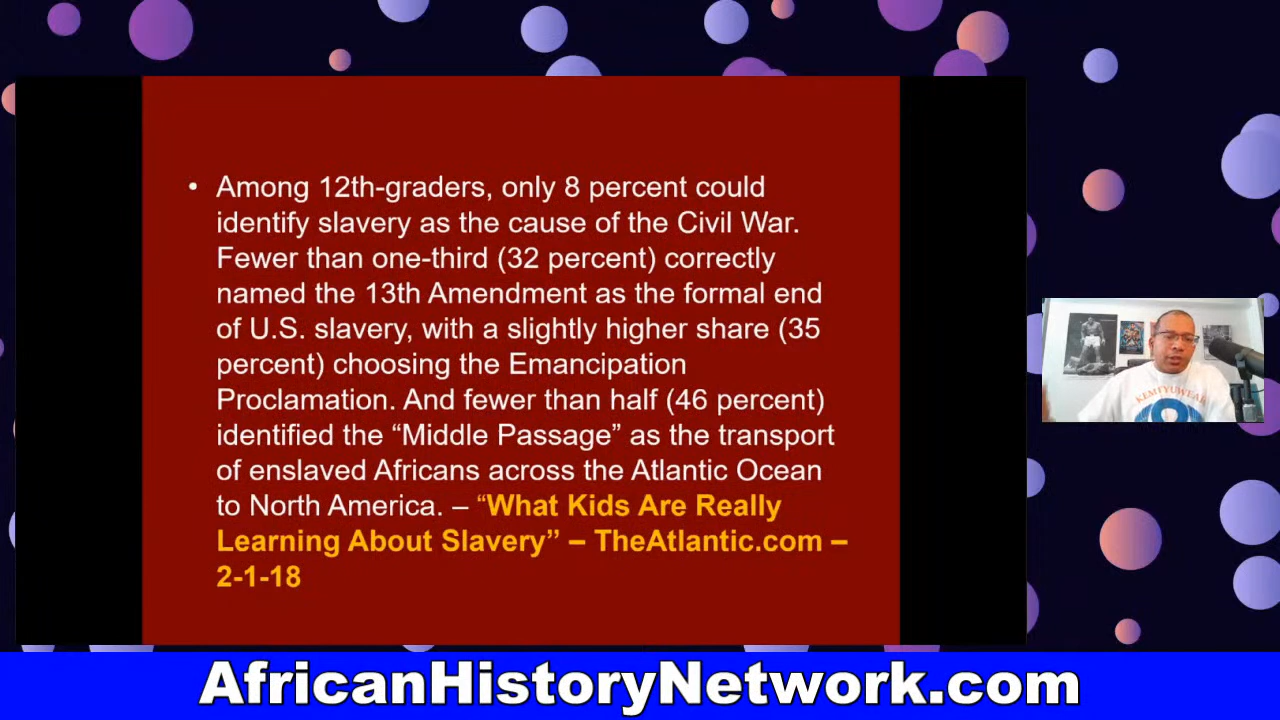 • Among 12th-graders, only 8 percent could
identify slavery as the cause of the Civil War.
Fewer than one-third (32 percent) correctly
named the 13th Amendment as the formal end
of U.S. slavery, with a slightly higher share (35
percent) choosing the Emancipation
Proclamation. And fewer than half (46 percent)
identified the “Middle Passage” as the transport
of enslaved Africans across the Atlantic Ocean
to North America. – “What Kids Are Really
Learning About Slavery” – TheAtlantic.com –
2-1-18
AfricanHistoryNetwork.com